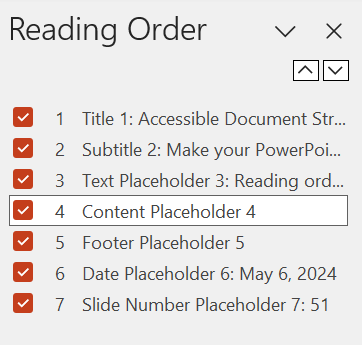 Reading Order
1 Title 1: Accessible Document Str...
2 Subtitle 2: Make your PowerPoi...
3 Text Placeholder 3: Reading ord...
4 Content Placeholder 4
5 Footer Placeholder 5
6 Date Placeholder 6: May 6, 2024
7 Slide Number Placeholder 7: 51